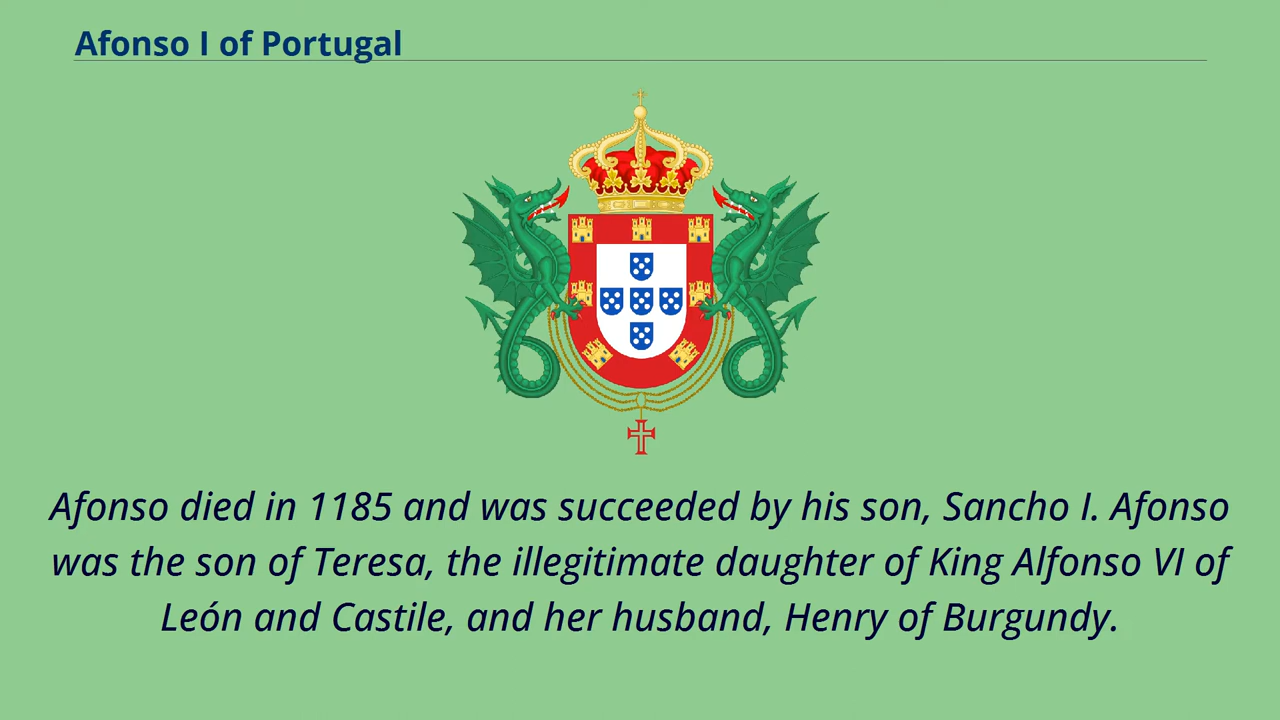 Afonso I of Portugal
Afonso died in 1185 and was succeeded by his son, Sancho I. Afonso
was the son of Teresa, the illegitimate daughter of King Alfonso VI of
León and Castile, and her husband, Henry of Burgundy.